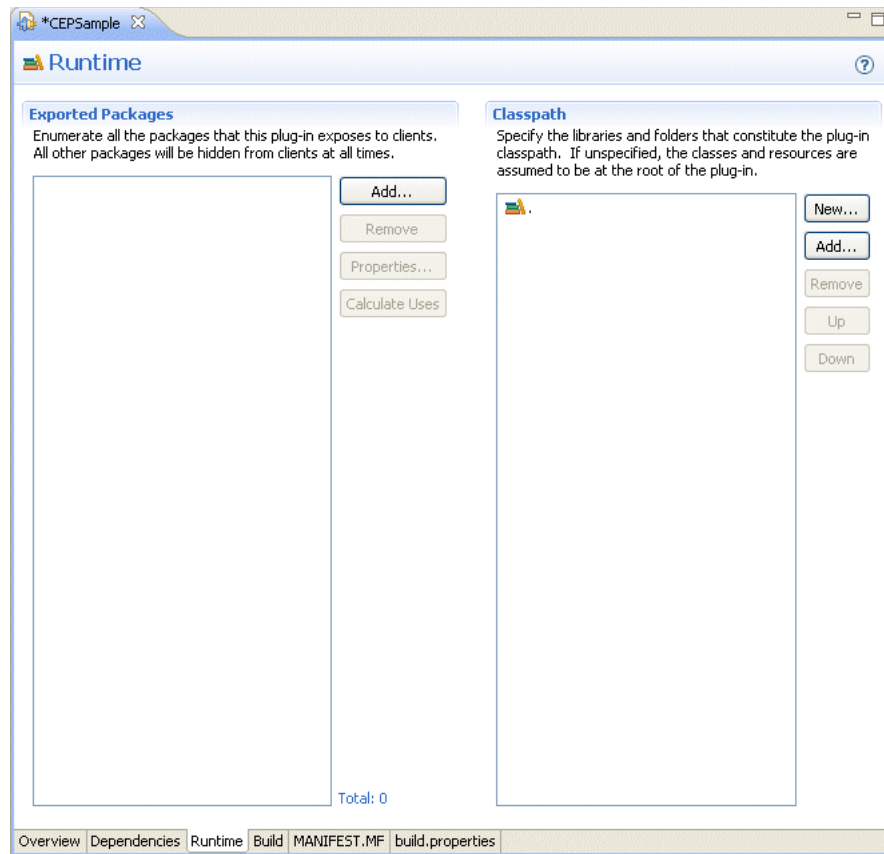 *CEPSample
Runtime
Exported Packages
Enumerate all the packages that this plug-in exposes to clients.
All other packages will be hidden from clients at all times.
Add...
Remove
Properties...
Calculate Uses
Total: 0
Classpath
Specify the libraries and folders that constitute the plug-in
classpath. If unspecified, the classes and resources are
assumed to be at the root of the plug-in.
.
New...
Add...
Remove
Up
Down
Overview Dependencies Runtime Build MANIFEST.MF build.properties